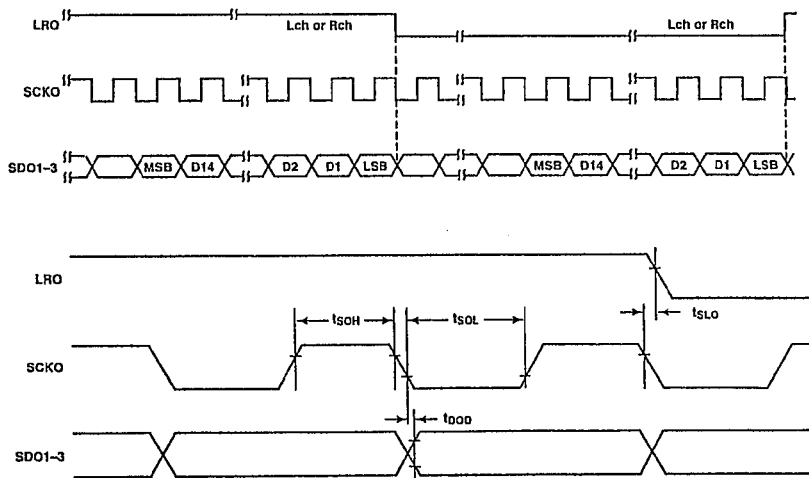 LRO Lch or Rch Lch or Rch
SCKO
SDO1–3 MSB D14 D2 D1 LSB MSB D14 D2 D1 LSB
LRO
tSOH tSOL tSLO
SCKO
tDOD
SDO1–3